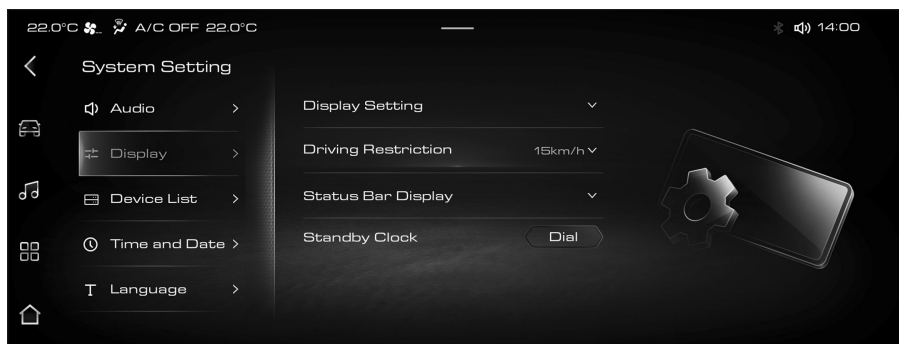 22.0°C A/C OFF 22.0°C 14:00
System Setting
Audio
Display
Device List
Time and Date
Language
Display Setting
Driving Restriction 15km/h
Status Bar Display
Standby Clock Dial